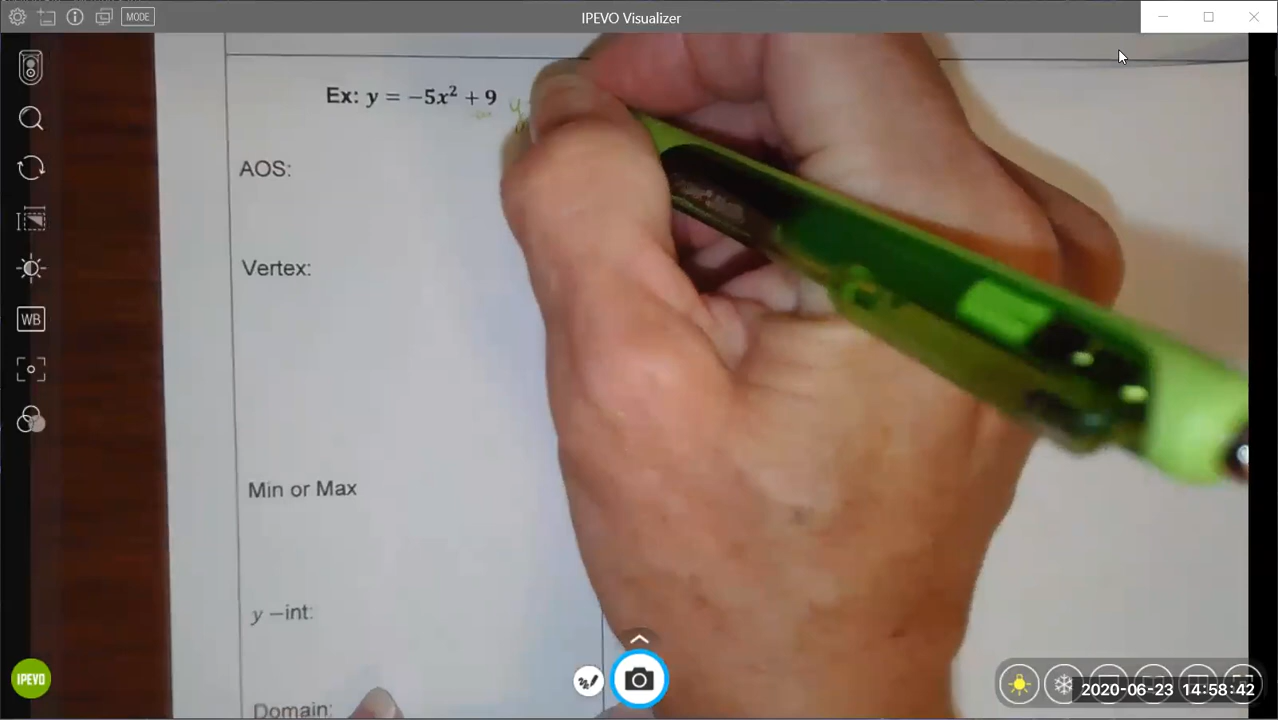 IPEVO Visualizer
MODE
Ex: y = −5x² + 9 y
AOS:
Vertex:
WB
Min or Max
y −int:
Domain:
IPEVO
2020-06-23 14:58:42